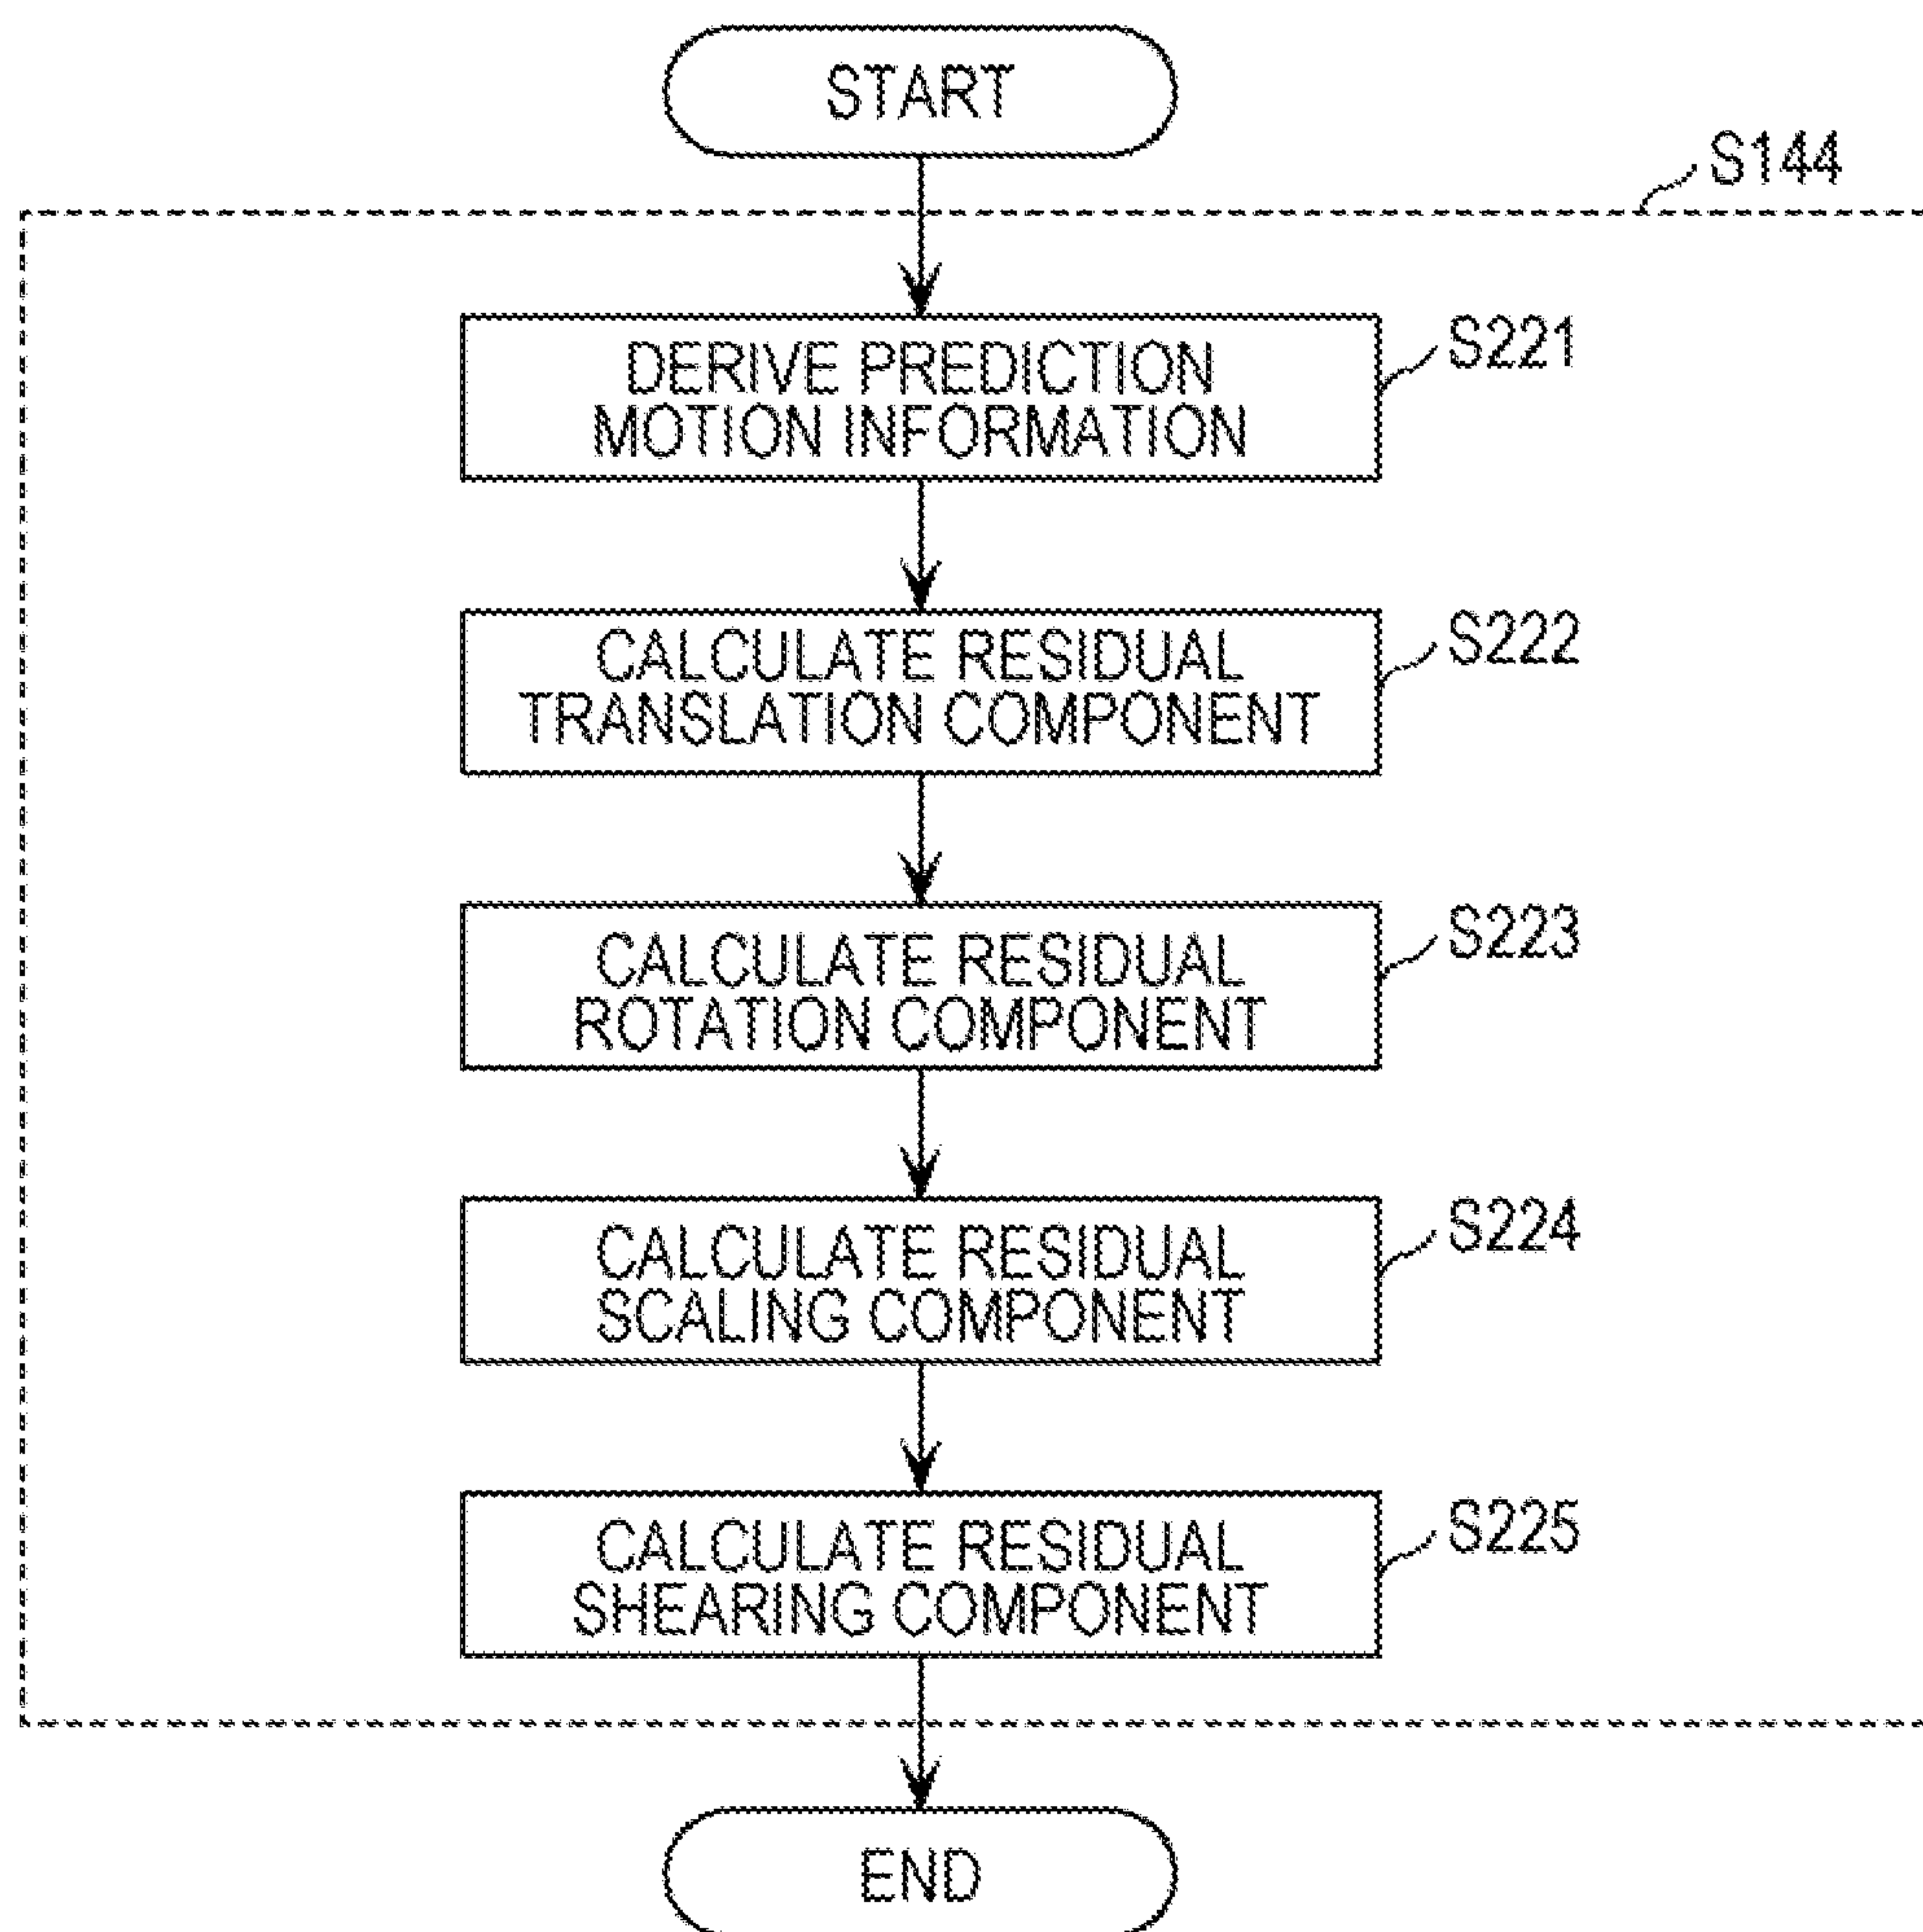 START
S144
DERIVE PREDICTION
MOTION INFORMATION
S221
CALCULATE RESIDUAL
TRANSLATION COMPONENT
S222
CALCULATE RESIDUAL
ROTATION COMPONENT
S223
CALCULATE RESIDUAL
SCALING COMPONENT
S224
CALCULATE RESIDUAL
SHEARING COMPONENT
S225
END